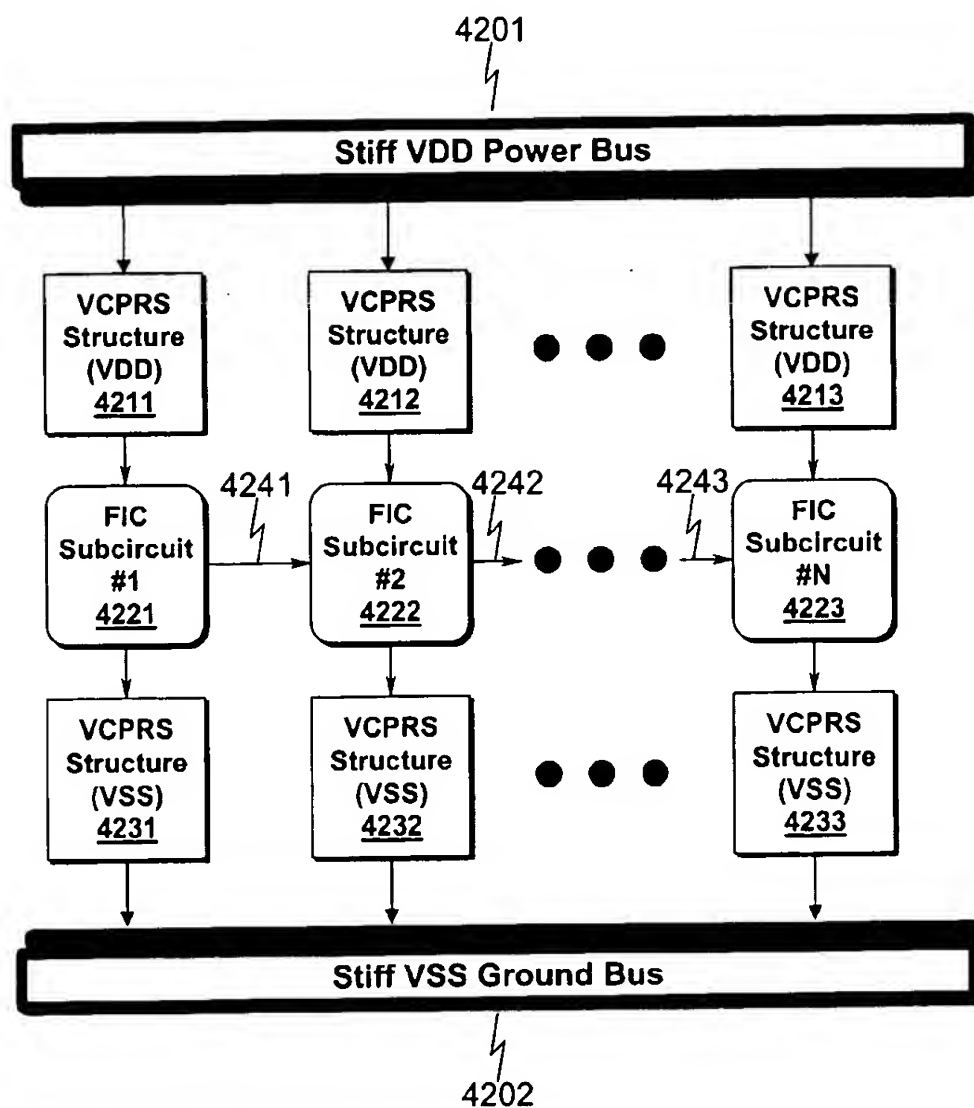 4201
Stiff VDD Power Bus
VCPRS
Structure
(VDD)
4211
VCPRS
Structure
(VDD)
4212
VCPRS
Structure
(VDD)
4213
4241
4242
4243
FIC
Subcircuit
#1
4221
FIC
Subcircuit
#2
4222
FIC
Subcircuit
#N
4223
VCPRS
Structure
(VSS)
4231
VCPRS
Structure
(VSS)
4232
VCPRS
Structure
(VSS)
4233
Stiff VSS Ground Bus
4202